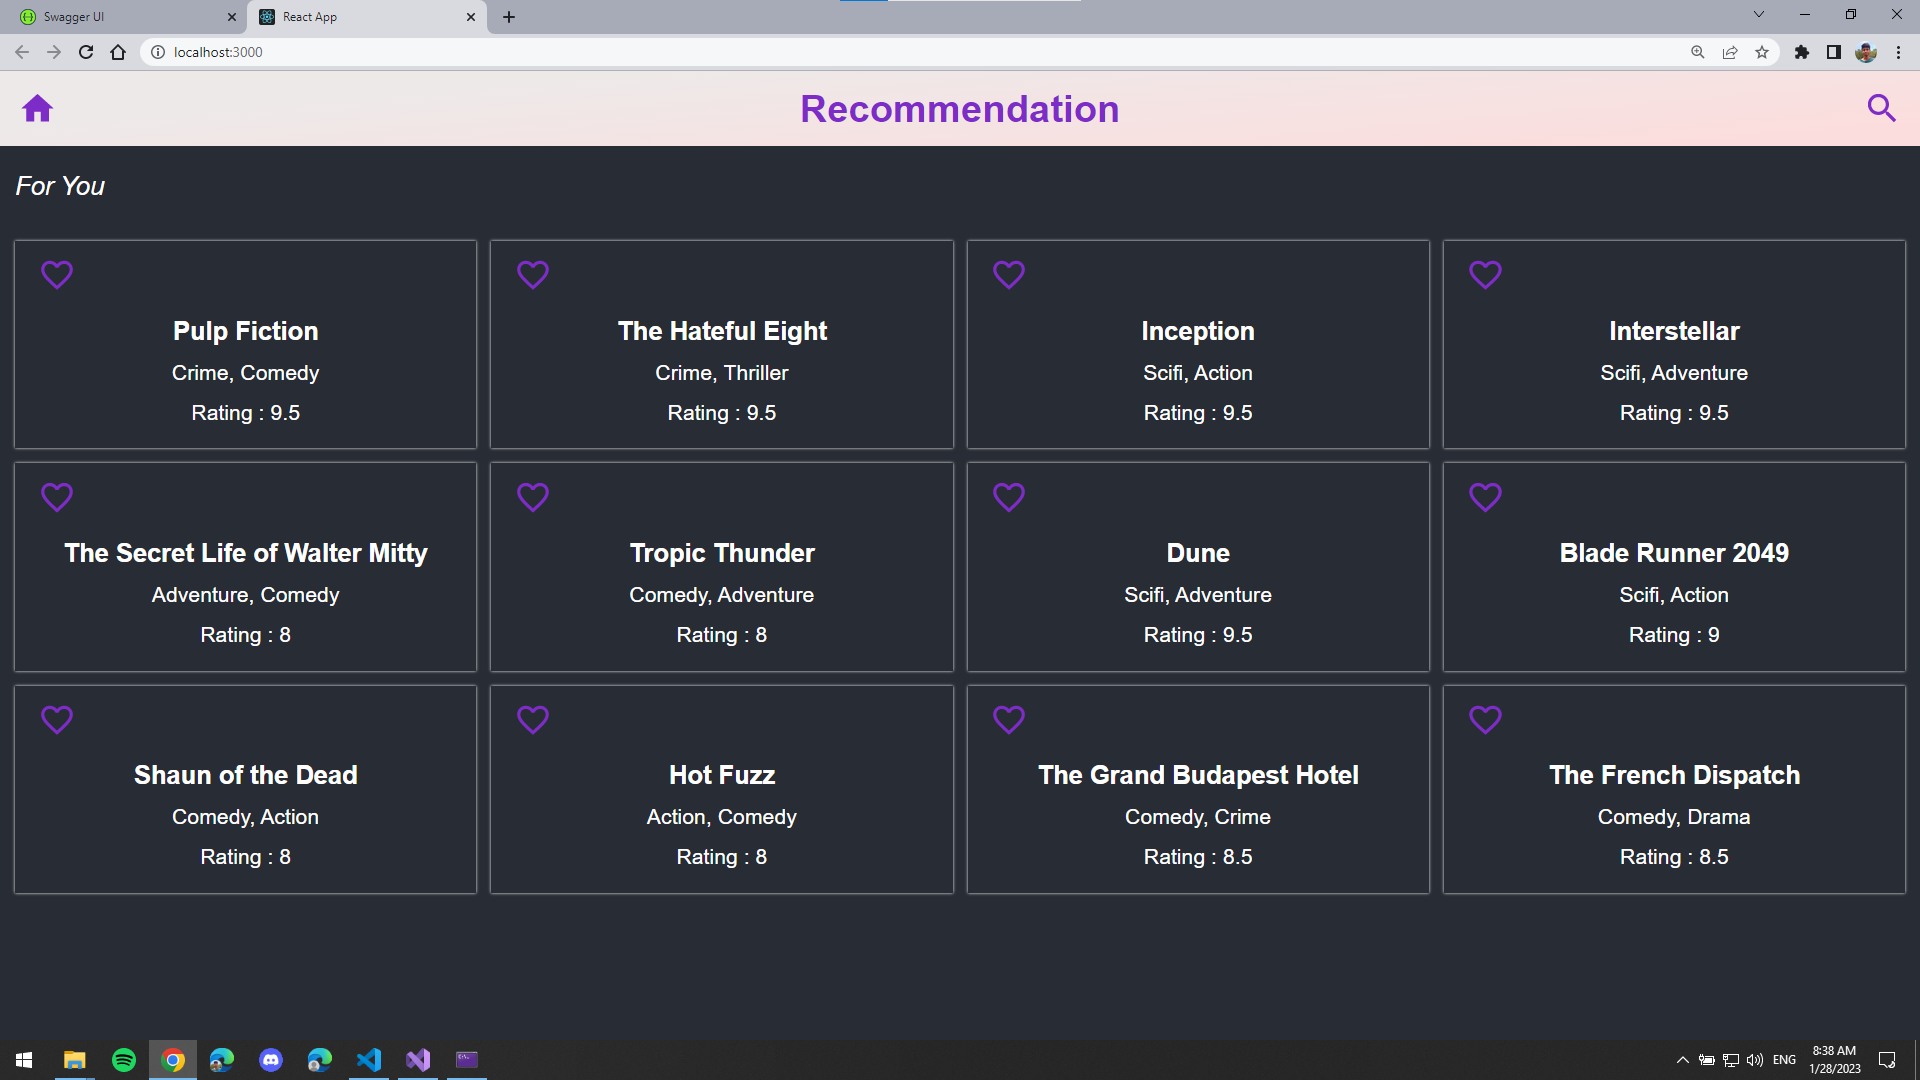 Swagger UI
React App
localhost:3000
Recommendation
For You
Pulp Fiction
Crime, Comedy
Rating : 9.5
The Hateful Eight
Crime, Thriller
Rating : 9.5
Inception
Scifi, Action
Rating : 9.5
Interstellar
Scifi, Adventure
Rating : 9.5
The Secret Life of Walter Mitty
Adventure, Comedy
Rating : 8
Tropic Thunder
Comedy, Adventure
Rating : 8
Dune
Scifi, Adventure
Rating : 9.5
Blade Runner 2049
Scifi, Action
Rating : 9
Shaun of the Dead
Comedy, Action
Rating : 8
Hot Fuzz
Action, Comedy
Rating : 8
The Grand Budapest Hotel
Comedy, Crime
Rating : 8.5
The French Dispatch
Comedy, Drama
Rating : 8.5
ENG
8:38 AM
1/28/2023